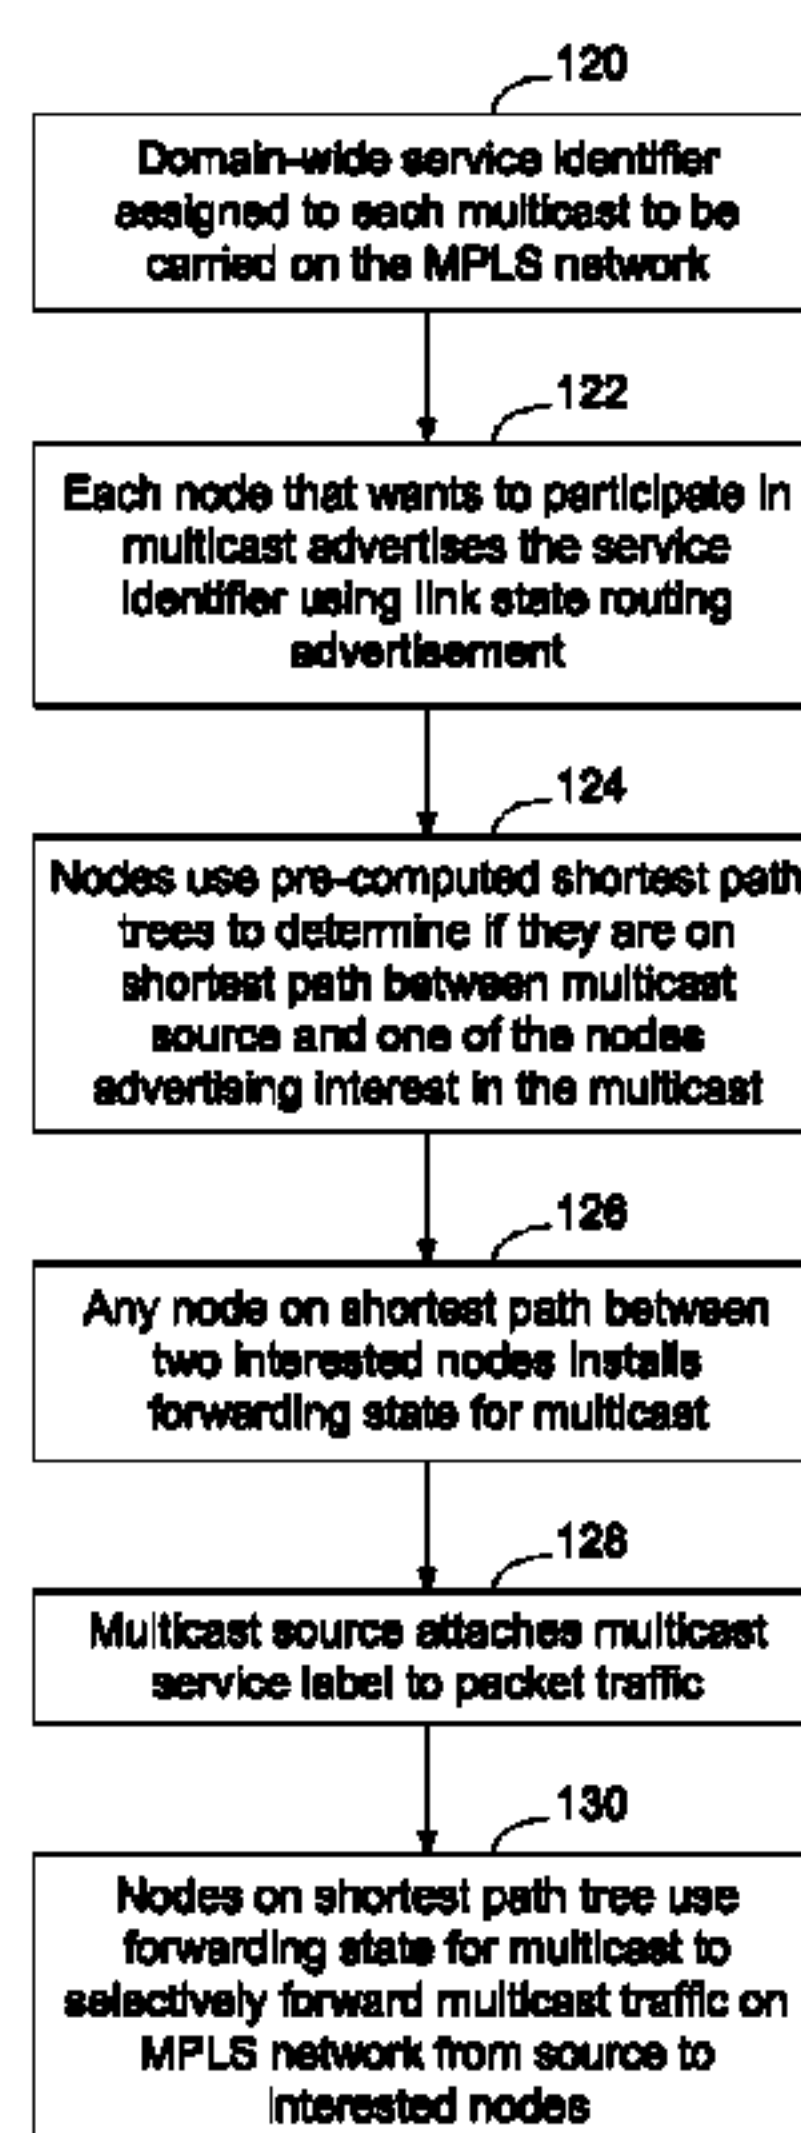 120
Domain-wide service identifier
assigned to each multicast to be
carried on the MPLS network
122
Each node that wants to participate in
multicast advertises the service
identifier using link state routing
advertisement
124
Nodes use pre-computed shortest path
trees to determine if they are on
shortest path between multicast
source and one of the nodes
advertising interest in the multicast
126
Any node on shortest path between
two interested nodes installs
forwarding state for multicast
128
Multicast source attaches multicast
service label to packet traffic
130
Nodes on shortest path tree use
forwarding state for multicast to
selectively forward multicast traffic on
MPLS network from source to
interested nodes